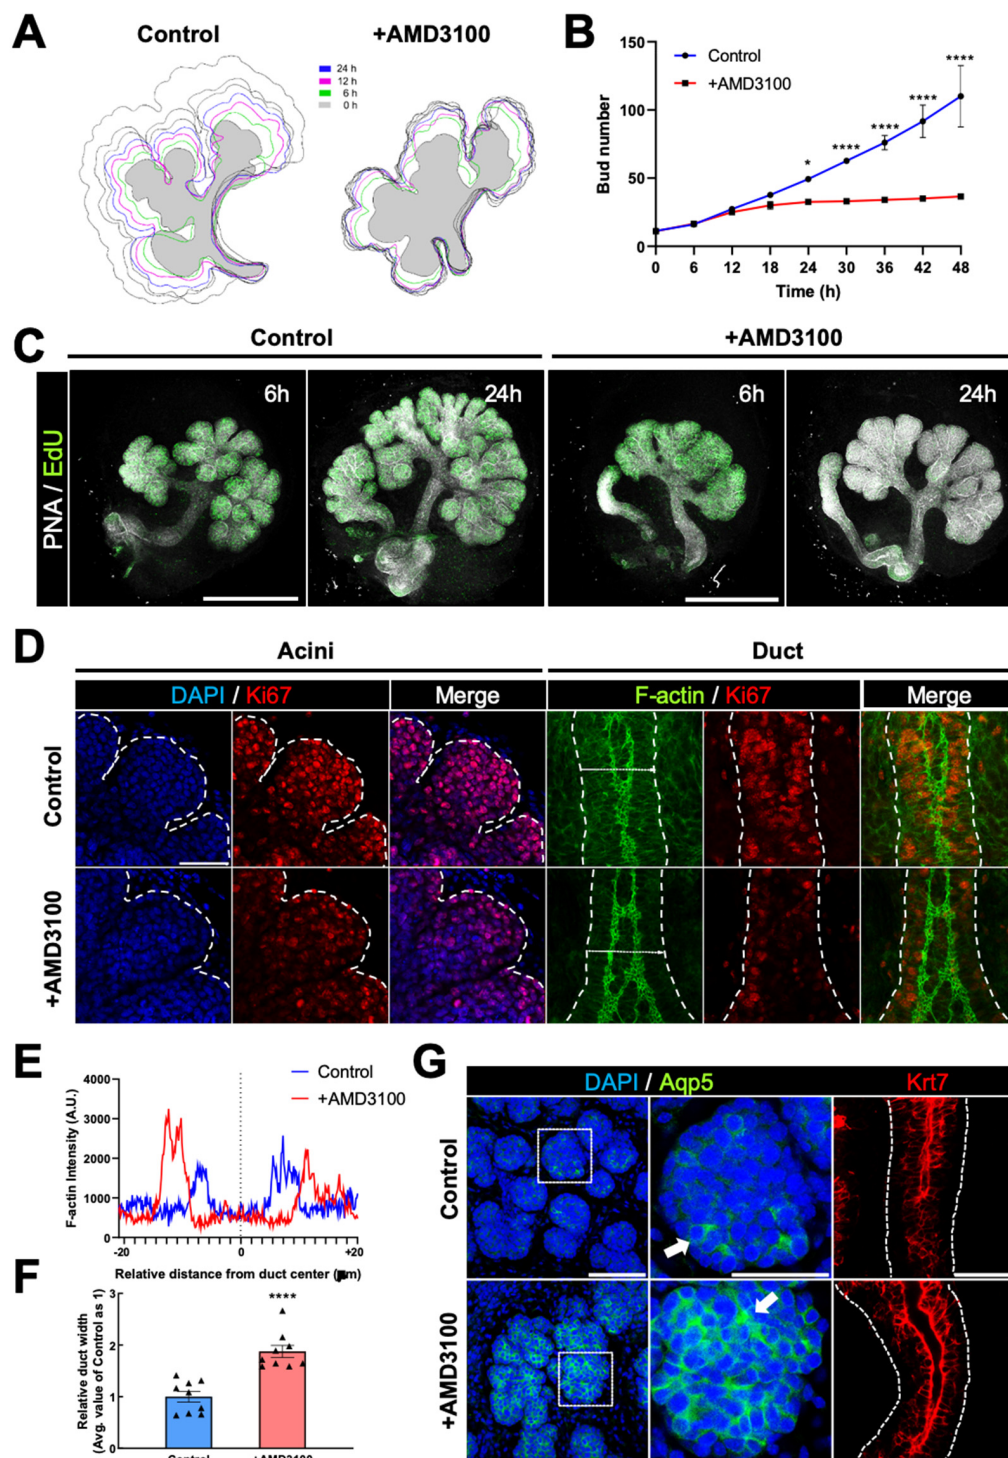 A
Control
+AMD3100
24 h
12 h
6 h
0 h
B
150
100
50
0
Bud number
Control
+AMD3100
*
****
****
****
****
0 6 12 18 24 30 36 42 48
Time (h)
C
Control
+AMD3100
PNA / EdU
6h
24h
6h
24h
D
Acini
Duct
DAPI / Ki67
Merge
F-actin / Ki67
Merge
Control
+AMD3100
E
Control
+AMD3100
F-actin Intensity (A.U.)
4000
3000
2000
1000
0
-20 0 +20
Relative distance from duct center
F
Relative duct width
(Avg. value of Control as 1)
3
2
1
0
****
Control +AMD3100
G
DAPI / Aqp5
Krt7
Control
+AMD3100